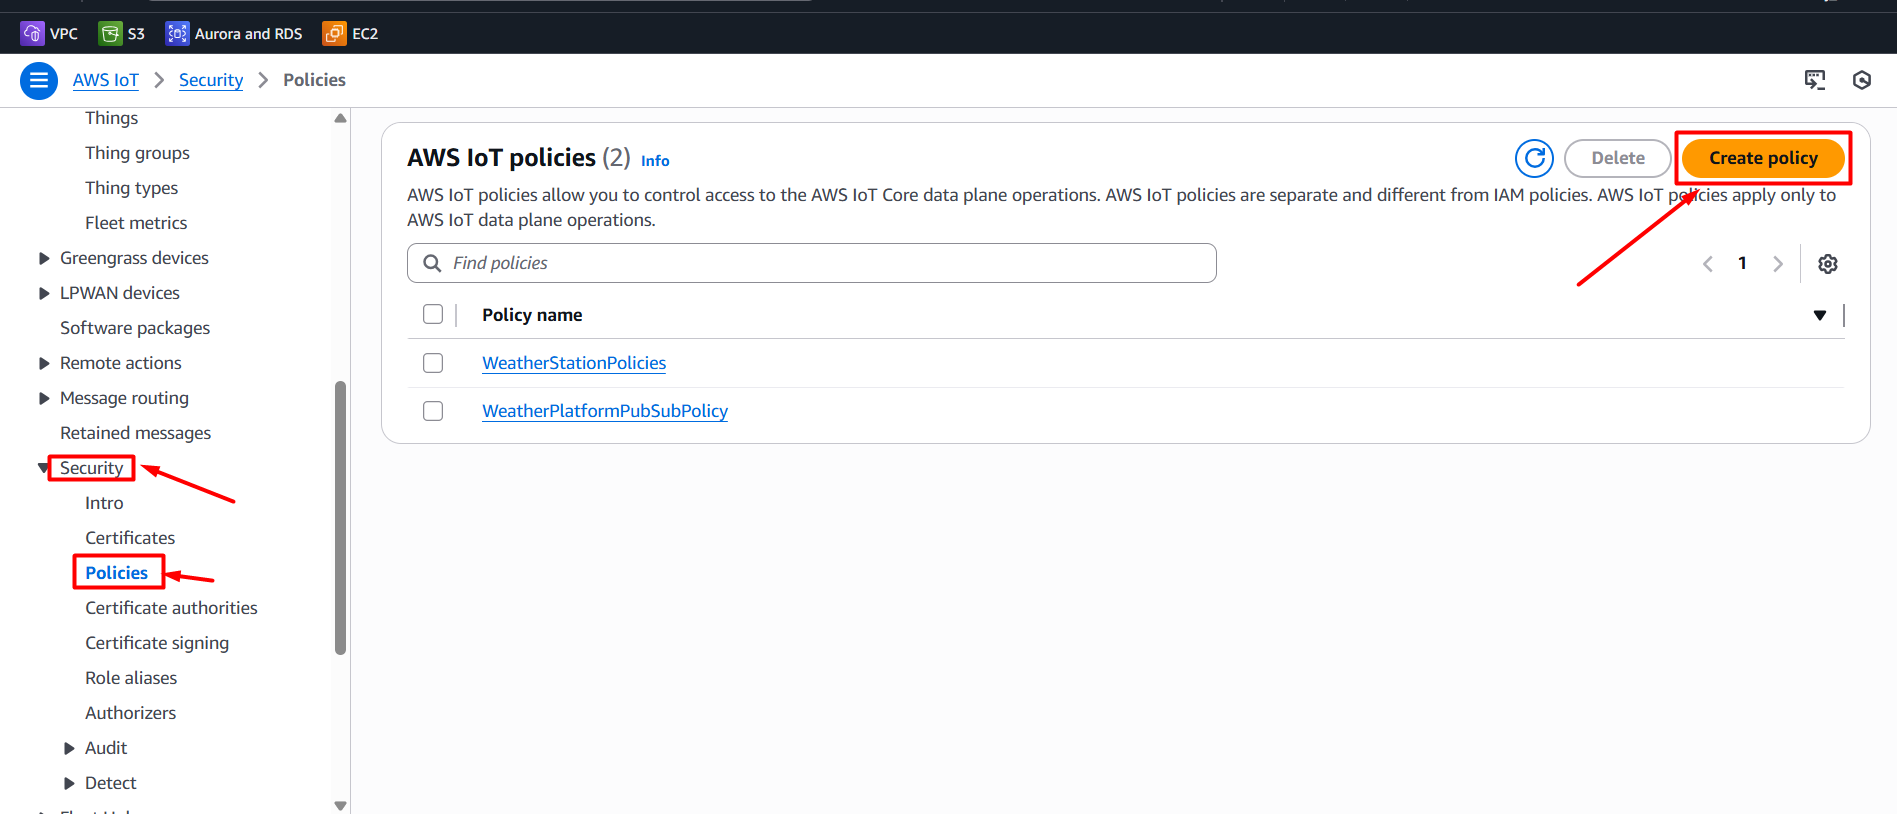 VPC S3 Aurora and RDS EC2
AWS IoT Security Policies
Things
Thing groups
Thing types
Fleet metrics
Greengrass devices
LPWAN devices
Software packages
Remote actions
Message routing
Retained messages
Security
Intro
Certificates
Policies
Certificate authorities
Certificate signing
Role aliases
Authorizers
Audit
Detect
AWS IoT policies (2) Info
Delete
Create policy
AWS IoT policies allow you to control access to the AWS IoT Core data plane operations. AWS IoT policies are separate and different from IAM policies. AWS IoT policies apply only to
AWS IoT data plane operations.
Find policies
1
Policy name
WeatherStationPolicies
WeatherPlatformPubSubPolicy